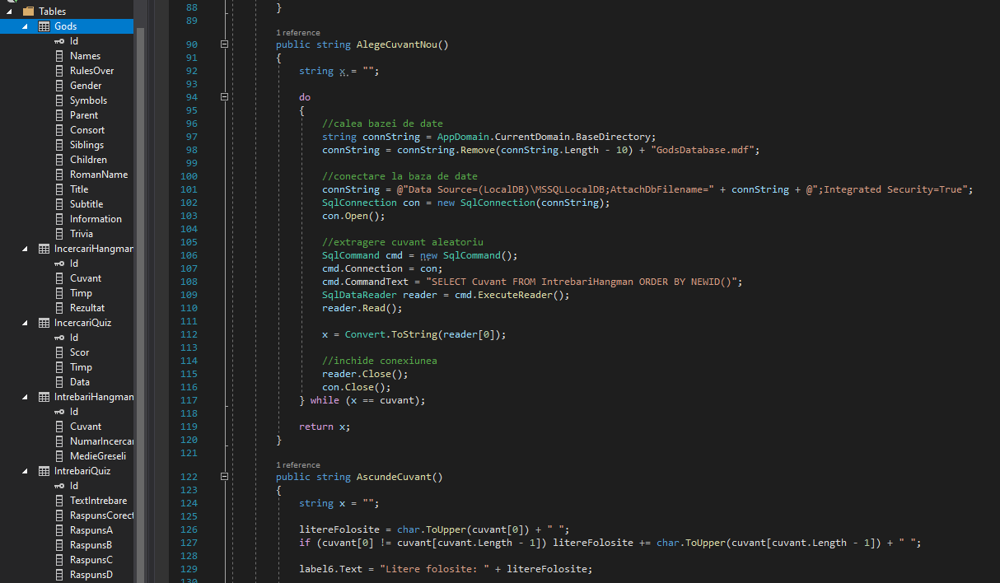 Tables
Gods
Id
Names
RulesOver
Gender
Symbols
Parent
Consort
Siblings
Children
RomanName
Title
Subtitle
Information
Trivia
IncercariHangman
Id
Cuvant
Timp
Rezultat
IncercariQuiz
Id
Scor
Timp
Data
IntrebariHangman
Id
Cuvant
NumarIncercar
MedieGreseli
IntrebariQuiz
Id
TextIntrebare
RaspunsCorect
RaspunsA
RaspunsB
RaspunsC
RaspunsD
88 }
89
1 reference
90 public string AlegeCuvantNou()
91 {
92 string x = "";
93
94 do
95 {
96 //calea bazei de date
97 string connString = AppDomain.CurrentDomain.BaseDirectory;
98 connString = connString.Remove(connString.Length - 10) + "GodsDatabase.mdf";
99
100 //conectare la baza de date
101 connString = @"Data Source=(LocalDB)\MSSQLLocalDB;AttachDbFilename=" + connString + @";Integrated Security=True";
102 SqlConnection con = new SqlConnection(connString);
103 con.Open();
104
105 //extragere cuvant aleatoriu
106 SqlCommand cmd = new SqlCommand();
107 cmd.Connection = con;
108 cmd.CommandText = "SELECT Cuvant FROM IntrebariHangman ORDER BY NEWID()";
109 SqlDataReader reader = cmd.ExecuteReader();
110 reader.Read();
111
112 x = Convert.ToString(reader[0]);
113
114 //inchide conexiunea
115 reader.Close();
116 con.Close();
117 } while (x == cuvant);
118
119 return x;
120 }
121
1 reference
122 public string AscundeCuvant()
123 {
124 string x = "";
125
126 litereFolosite = char.ToUpper(cuvant[0]) + " ";
127 if (cuvant[0] != cuvant[cuvant.Length - 1]) litereFolosite += char.ToUpper(cuvant[cuvant.Length - 1]) + " ";
128
129 label6.Text = "Litere folosite: " + litereFolosite;
130